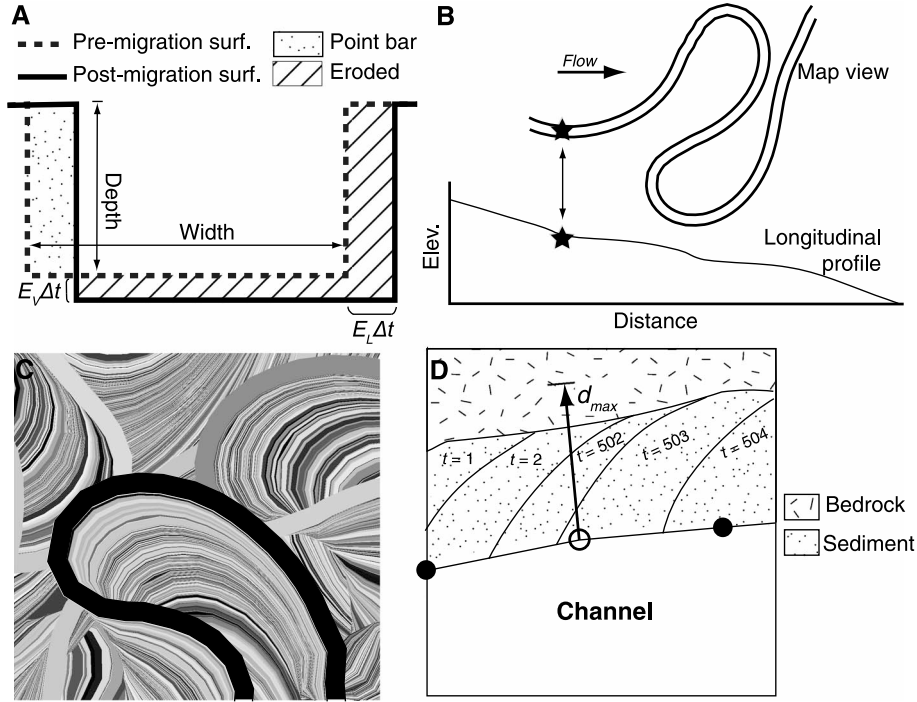 A
Pre-migration surf.
Point bar
Post-migration surf.
Eroded
Depth
Width
E_VΔt
E_LΔt
B
Flow
Map view
Elev.
Longitudinal
profile
Distance
C
D
d_max
t = 1
t = 2
t = 502
t = 503
t = 504
Bedrock
Sediment
Channel